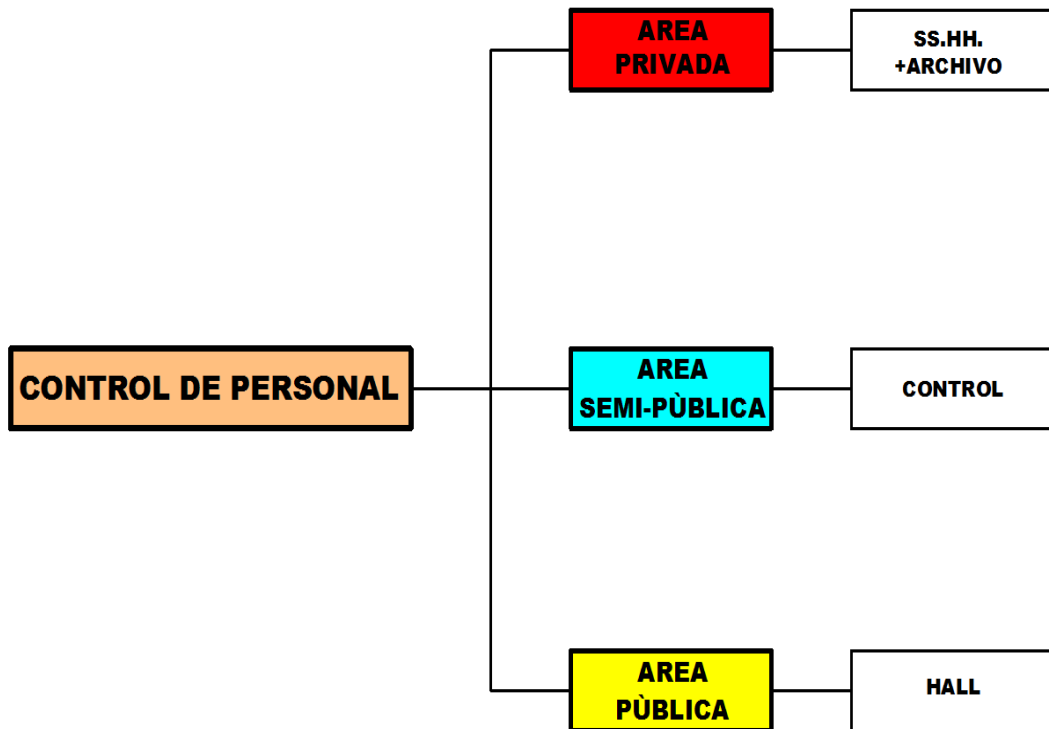 AREA
PRIVADA
SS.HH.
+ARCHIVO
CONTROL DE PERSONAL
AREA
SEMI-PÙBLICA
CONTROL
AREA
PÙBLICA
HALL